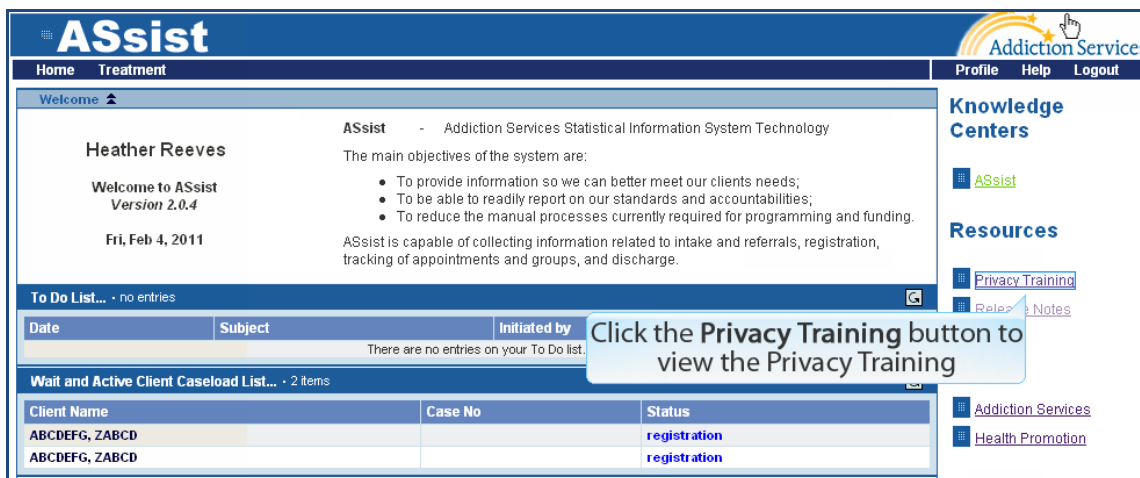 ASsist
Addiction Services
Home Treatment
Profile Help Logout
Welcome
Heather Reeves
Welcome to ASsist
Version 2.0.4
Fri, Feb 4, 2011
ASsist - Addiction Services Statistical Information System Technology
The main objectives of the system are:
• To provide information so we can better meet our clients needs;
• To be able to readily report on our standards and accountabilities;
• To reduce the manual processes currently required for programming and funding.
ASsist is capable of collecting information related to intake and referrals, registration,
tracking of appointments and groups, and discharge.
To Do List... • no entries
Date Subject Initiated by
There are no entries on your To Do list.
Wait and Active Client Caseload List... • 2 items
Client Name Case No Status
ABCDEFG, ZABCD registration
ABCDEFG, ZABCD registration
Knowledge
Centers
ASsist
Resources
Privacy Training
Release Notes
Click the Privacy Training button to
view the Privacy Training
Addiction Services
Health Promotion